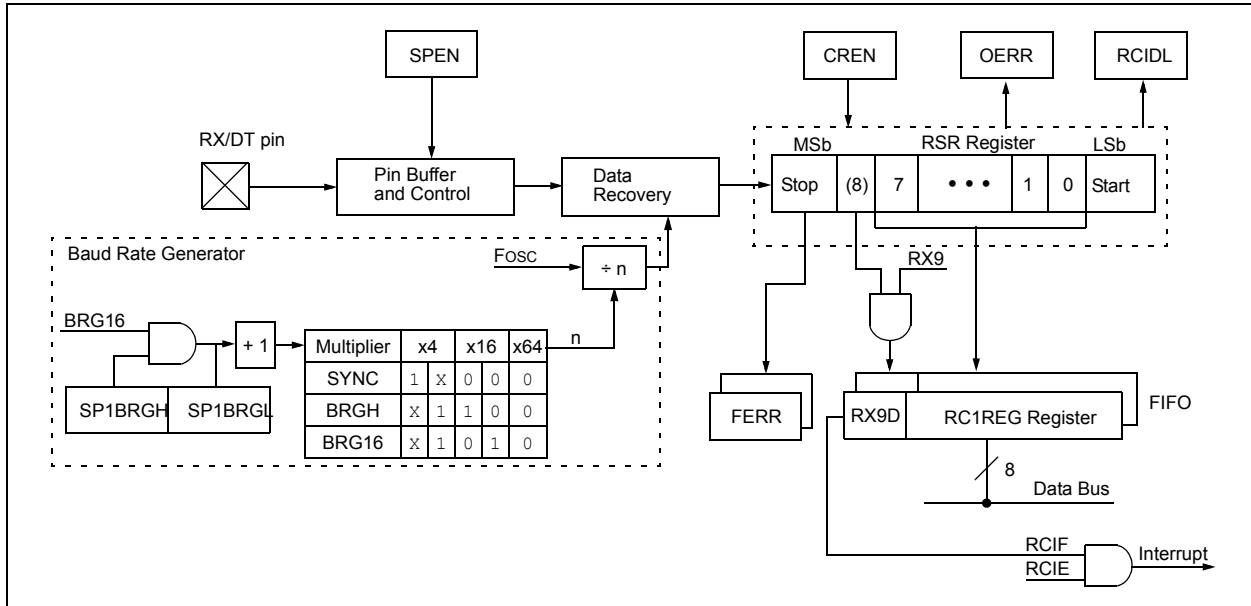 SPEN
CREN
OERR
RCIDL
RX/DT pin
Pin Buffer
and Control
Data
Recovery
MSb
RSR Register
LSb
Stop (8) 7 • • • 1 0 Start
Baud Rate Generator
FOSC
÷ n
RX9
BRG16
+ 1
n
Multiplier x4 x16 x64
SYNC 1 X 0 0 0
BRGH X 1 1 0 0
BRG16 X 1 0 1 0
SP1BRGH SP1BRGL
FERR
RX9D
RC1REG Register
FIFO
8
Data Bus
RCIF
RCIE
Interrupt